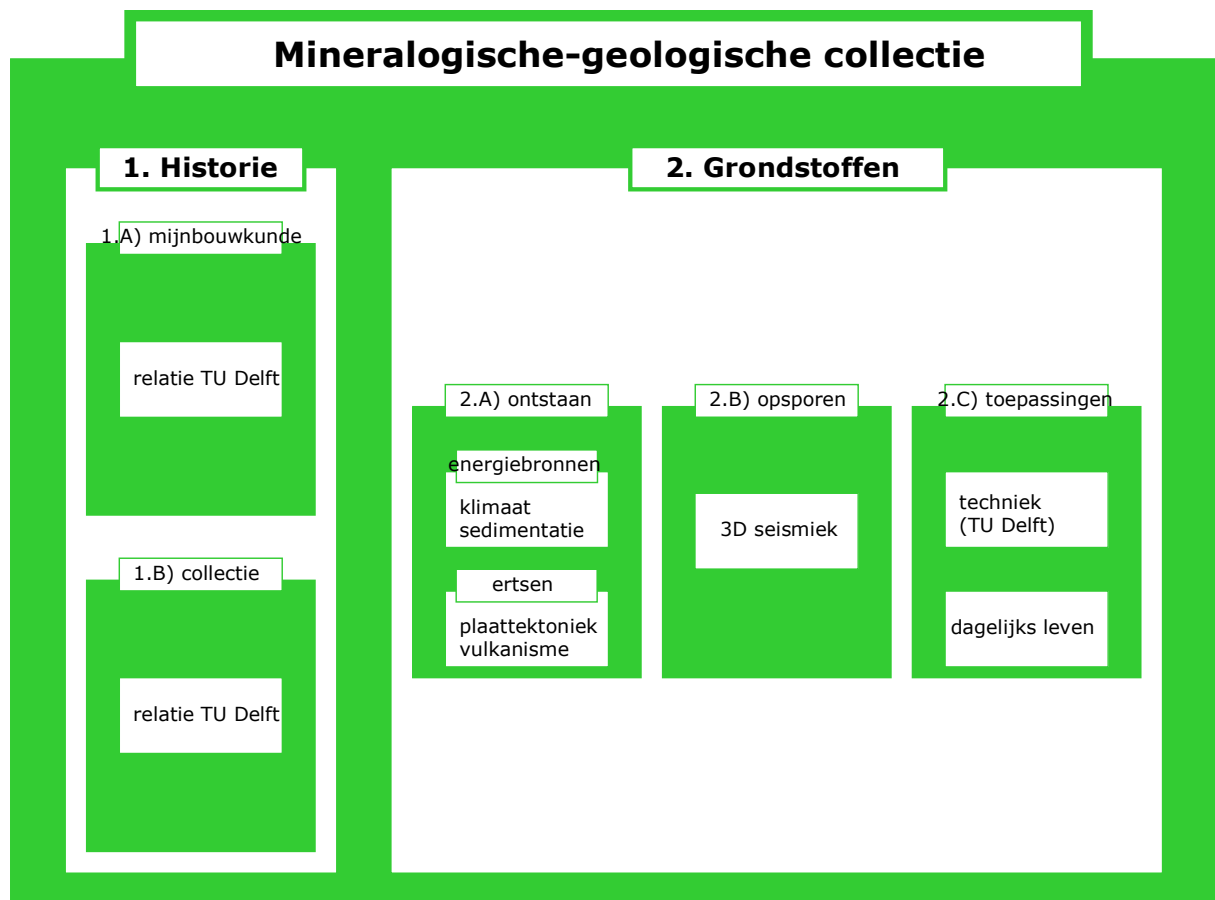 Mineralogische-geologische collectie
1. Historie
1.A) mijnbouwkunde
relatie TU Delft
1.B) collectie
relatie TU Delft
2. Grondstoffen
2.A) ontstaan
energiebronnen
klimaat
sedimentatie
ertsen
plaattektoniek
vulkanisme
2.B) opsporen
3D seismiek
2.C) toepassingen
techniek
(TU Delft)
dagelijks leven